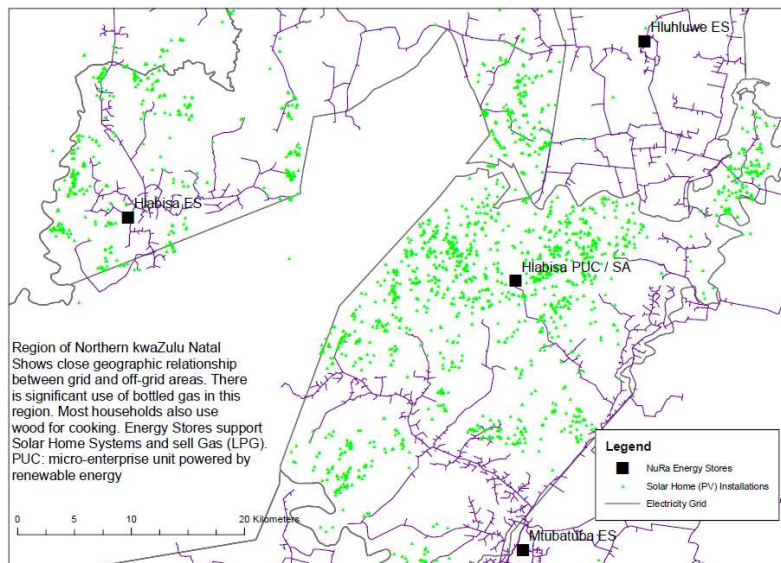 Hluhluwe ES
Hlabisa ES
Hlabisa PUC / SA
Region of Northern kwaZulu Natal
Shows close geographic relationship
between grid and off-grid areas. There
is significant use of bottled gas in this
region. Most households also use
wood for cooking. Energy Stores support
Solar Home Systems and sell Gas (LPG).
PUC: micro-enterprise unit powered by
renewable energy
0 5 10 20 Kilometers
Legend
NuRa Energy Stores
Solar Home (PV) Installations
Electricity Grid
Mtubatuba ES